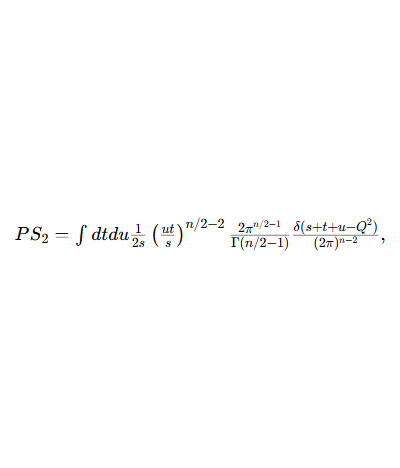 $PS_2 = \int dtdu \frac{1}{2s} \left( \frac{ut}{s} \right)^{n/2-2} \frac{2\pi^{n/2-1}}{\Gamma(n/2-1)} \frac{\delta(s+t+u-Q^2)}{(2\pi)^{n-2}},$